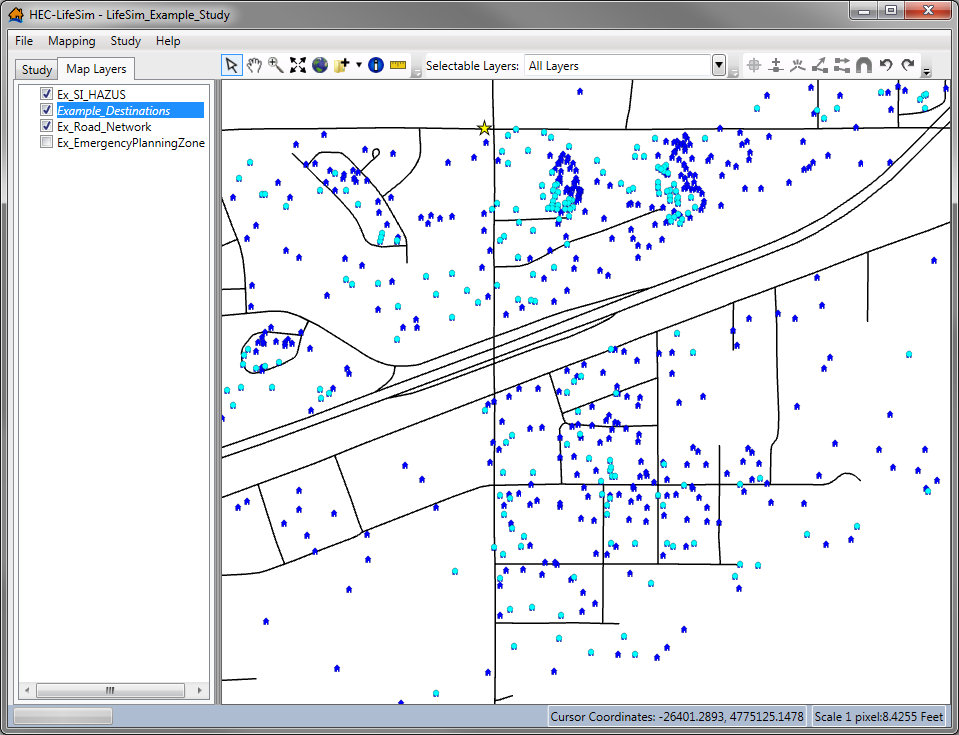 HEC-LifeSim - LifeSim_Example_Study
File Mapping Study Help
Study Map Layers Selectable Layers: All Layers
Ex_SI_HAZUS
Example_Destinations
Ex_Road_Network
Ex_EmergencyPlanningZone
Cursor Coordinates: -26401.2893, 4775125.1478 Scale 1 pixel:8.4255 Feet